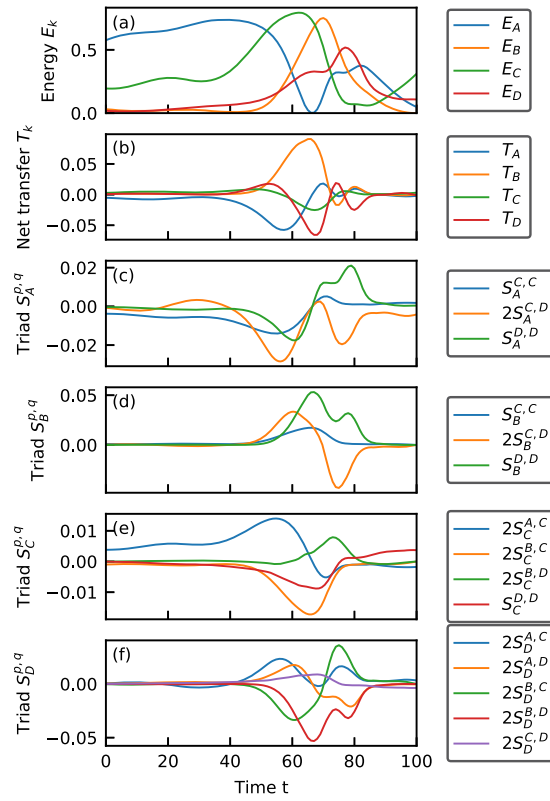 (a)
Energy E_k
0.5
0.0
E_A
E_B
E_C
E_D
(b)
Net transfer T_k
0.05
0.00
−0.05
T_A
T_B
T_C
T_D
(c)
Triad S_A^{p,q}
0.02
0.00
−0.02
S_A^{C,C}
2S_A^{C,D}
S_A^{D,D}
(d)
Triad S_B^{p,q}
0.05
0.00
S_B^{C,C}
2S_B^{C,D}
S_B^{D,D}
(e)
Triad S_C^{p,q}
0.01
0.00
−0.01
2S_C^{A,C}
2S_C^{B,C}
2S_C^{B,D}
S_C^{D,D}
(f)
Triad S_D^{p,q}
0.00
−0.05
2S_D^{A,C}
2S_D^{A,D}
2S_D^{B,C}
2S_D^{B,D}
2S_D^{C,D}
0 20 40 60 80 100
Time t